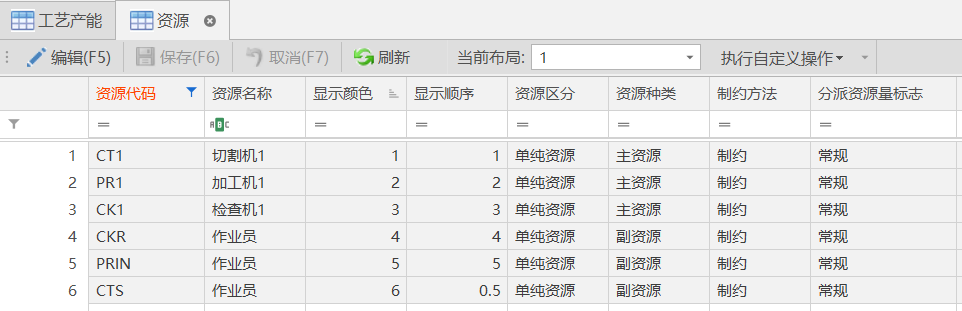 工艺产能 资源
编辑(F5) 保存(F6) 取消(F7) 刷新 当前布局: 1 执行自定义操作
资源代码 资源名称 显示颜色 显示顺序 资源区分 资源种类 制约方法 分派资源量标志
= ABC = = = = = =
1 CT1 切割机1 1 1 单纯资源 主资源 制约 常规
2 PR1 加工机1 2 2 单纯资源 主资源 制约 常规
3 CK1 检查机1 3 3 单纯资源 主资源 制约 常规
4 CKR 作业员 4 4 单纯资源 副资源 制约 常规
5 PRIN 作业员 5 5 单纯资源 副资源 制约 常规
6 CTS 作业员 6 0.5 单纯资源 副资源 制约 常规